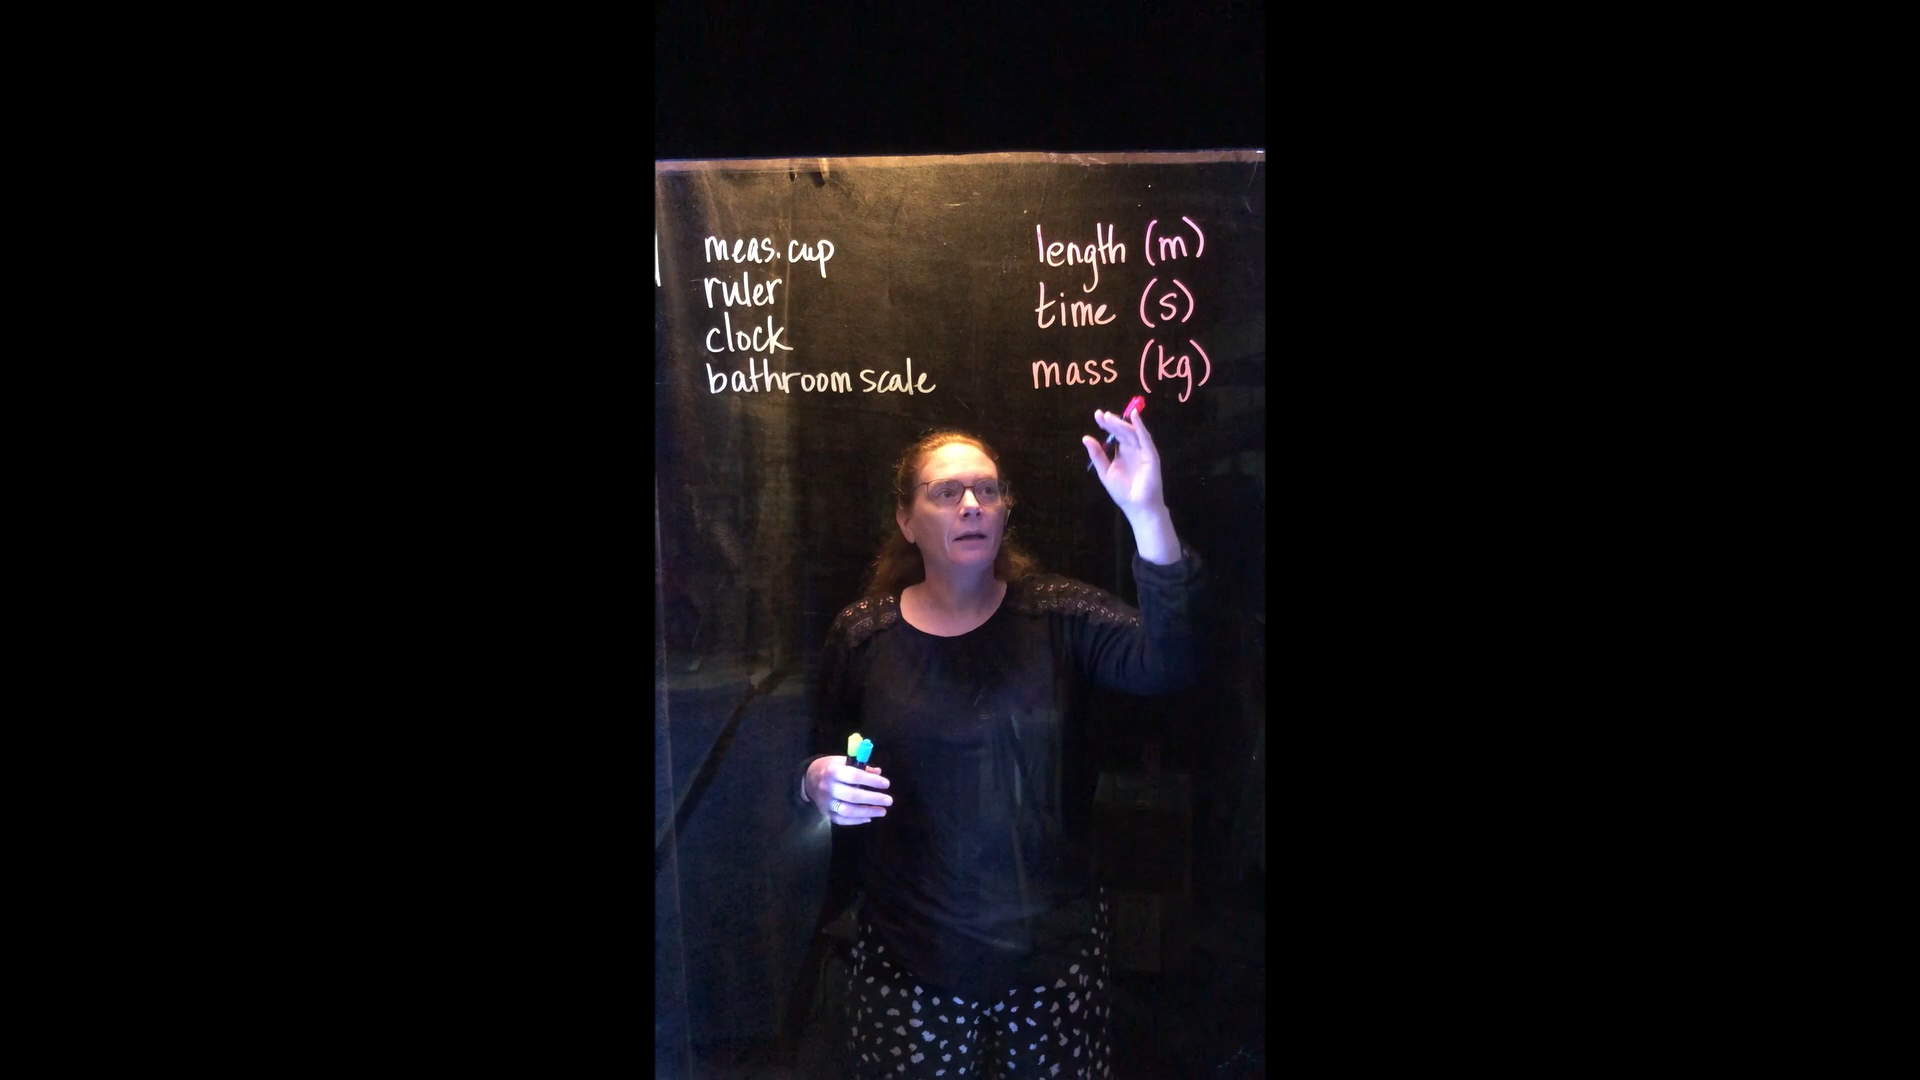 meas. cup
ruler
clock
bathroom scale
length (m)
time (s)
mass (kg)